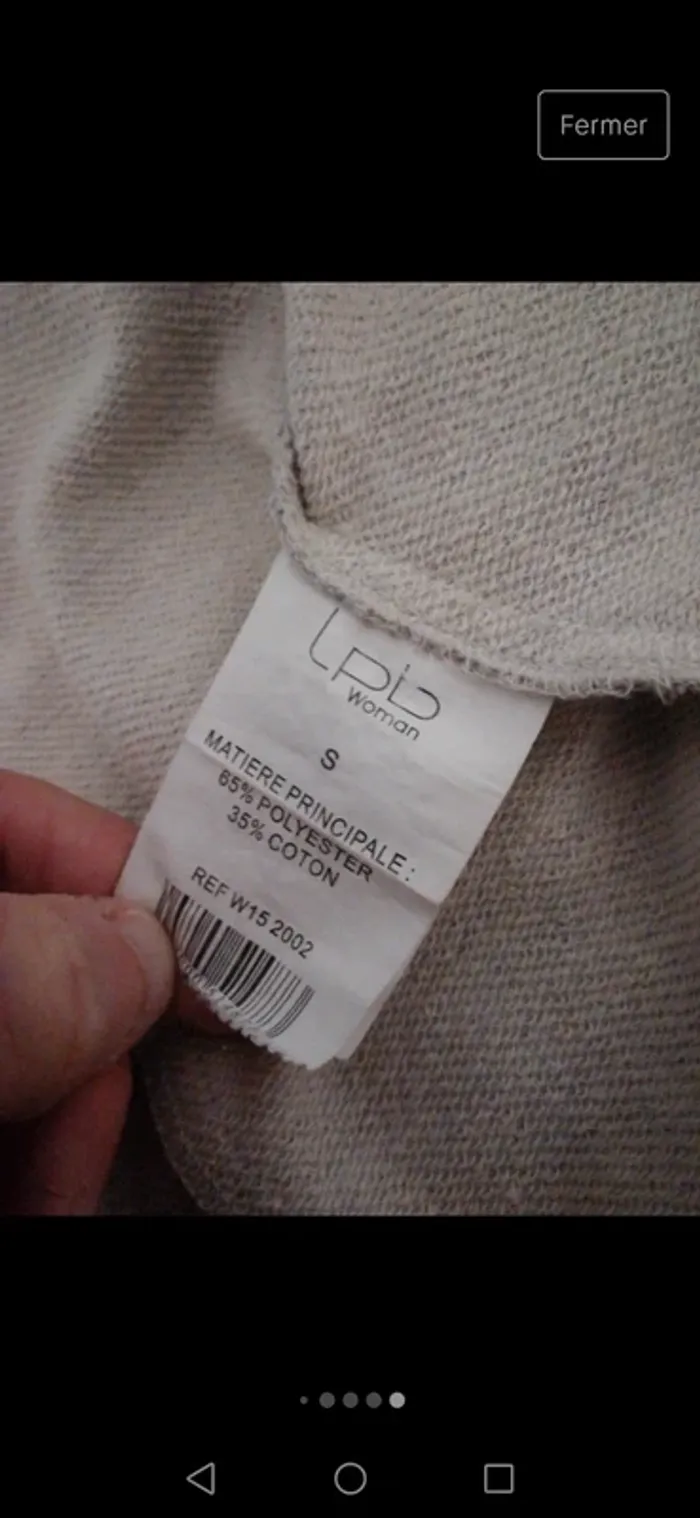 Fermer
lpb
Woman
S
MATIERE PRINCIPALE :
65% POLYESTER
35% COTON
REF W15 2002